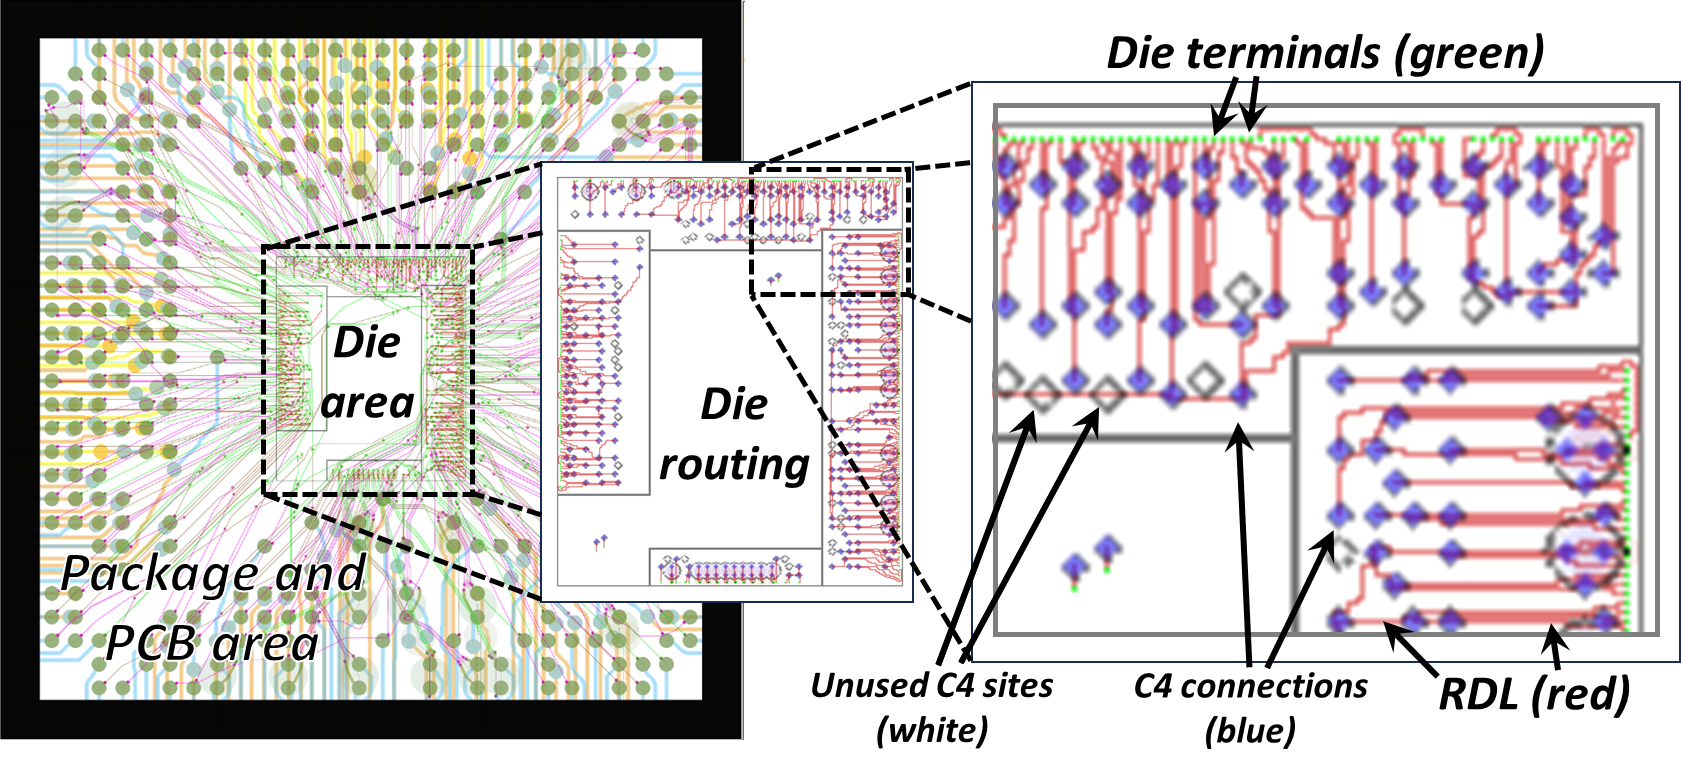 Die terminals (green)
Die
area
Die
routing
Package and
PCB area
Unused C4 sites
(white)
C4 connections
(blue)
RDL (red)